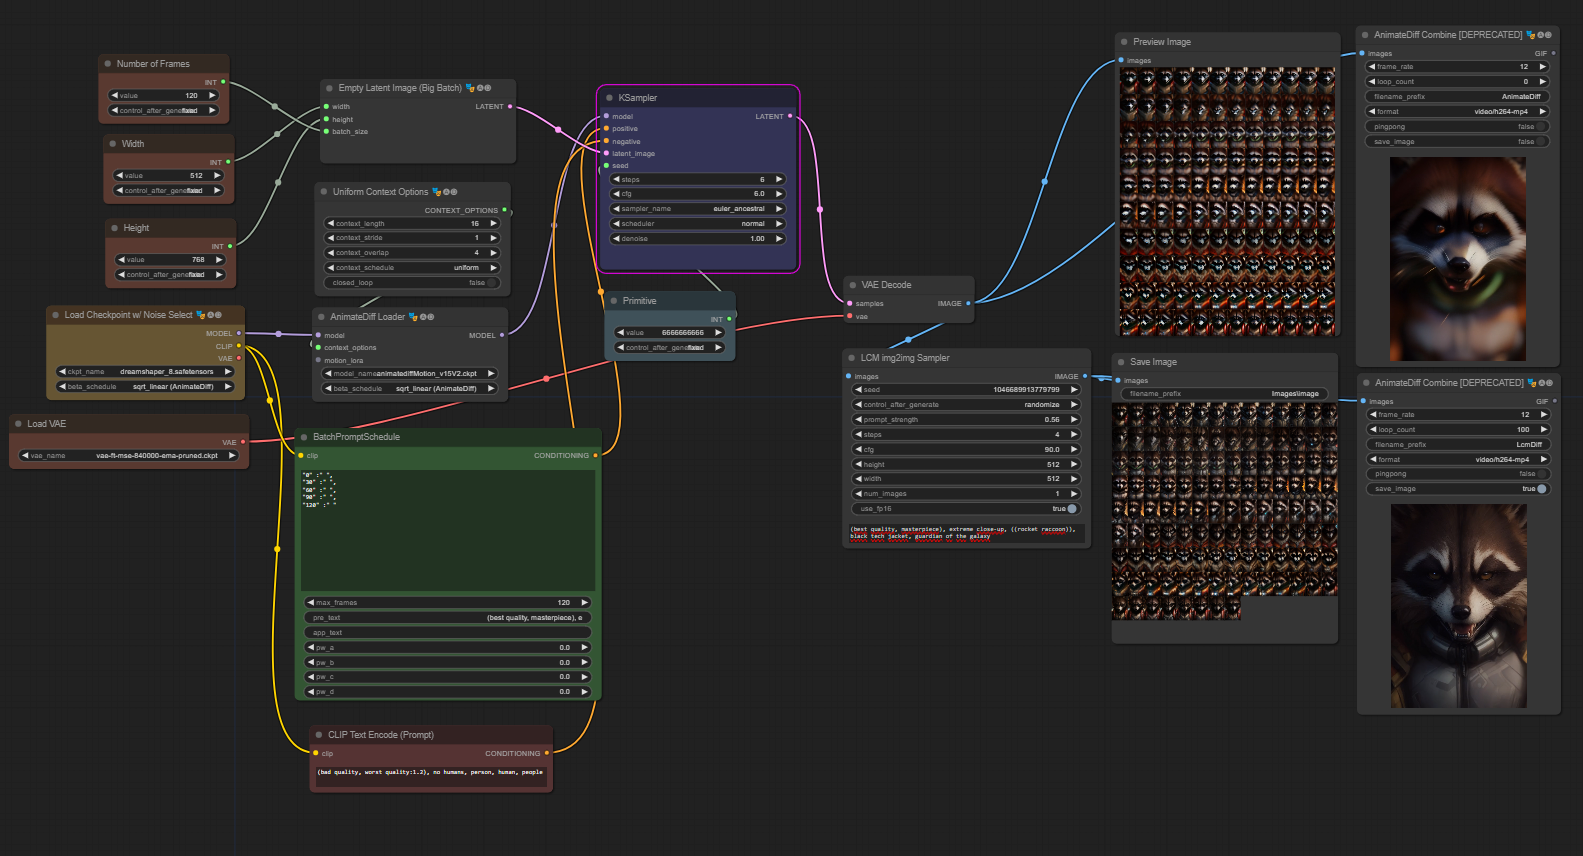 Number of Frames
INT
value 120
control_after_generate fixed
Width
INT
value 512
control_after_generate fixed
Height
INT
value 768
control_after_generate fixed
Load Checkpoint w/ Noise Select
MODEL
CLIP
VAE
ckpt_name dreamshaper_8.safetensors
beta_schedule sqrt_linear (AnimateDiff)
Load VAE
VAE
vae_name vae-ft-mse-840000-ema-pruned.ckpt
Empty Latent Image (Big Batch)
width LATENT
height
batch_size
Uniform Context Options
CONTEXT_OPTIONS
context_length 16
context_stride 1
context_overlap 4
context_schedule uniform
closed_loop false
AnimateDiff Loader
model MODEL
context_options
motion_lora
model_name animatediffMotion_v15V2.ckpt
beta_schedule sqrt_linear (AnimateDiff)
BatchPromptSchedule
clip CONDITIONING
"0" :" ",
"30" :" ",
"60" :" ",
"90" :" ",
"120" :" "
max_frames 120
pre_text (best quality, masterpiece), e
app_text
pw_a 0.0
pw_b 0.0
pw_c 0.0
pw_d 0.0
CLIP Text Encode (Prompt)
clip CONDITIONING
(bad quality, worst quality:1.2), no humans, person, human, people
KSampler
model LATENT
positive
negative
latent_image
seed
steps 6
cfg 6.0
sampler_name euler_ancestral
scheduler normal
denoise 1.00
Primitive
INT
value 6666666666
control_after_generate fixed
VAE Decode
samples IMAGE
vae
LCM img2img Sampler
images IMAGE
seed 1046689913779799
control_after_generate randomize
prompt_strength 0.56
steps 4
cfg 90.0
height 512
width 512
num_images 1
use_fp16 true
(best quality, masterpiece), extreme close-up, ((rocket raccoon)),
black tech jacket, guardian of the galaxy
Preview Image
images
Save Image
images
filename_prefix Images\image
AnimateDiff Combine [DEPRECATED]
images GIF
frame_rate 12
loop_count 0
filename_prefix AnimateDiff
format video/h264-mp4
pingpong false
save_image false
AnimateDiff Combine [DEPRECATED]
images GIF
frame_rate 12
loop_count 100
filename_prefix LcmDiff
format video/h264-mp4
pingpong false
save_image true